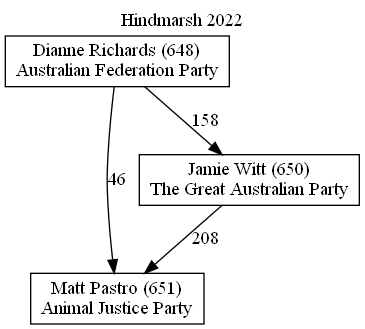 Hindmarsh 2022
Dianne Richards (648)
Australian Federation Party
158
Jamie Witt (650)
The Great Australian Party
46
208
Matt Pastro (651)
Animal Justice Party